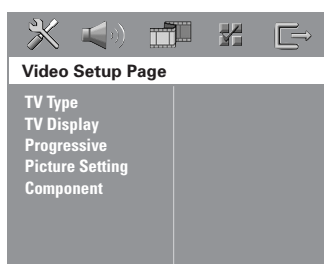 Video Setup Page
TV Type
TV Display
Progressive
Picture Setting
Component